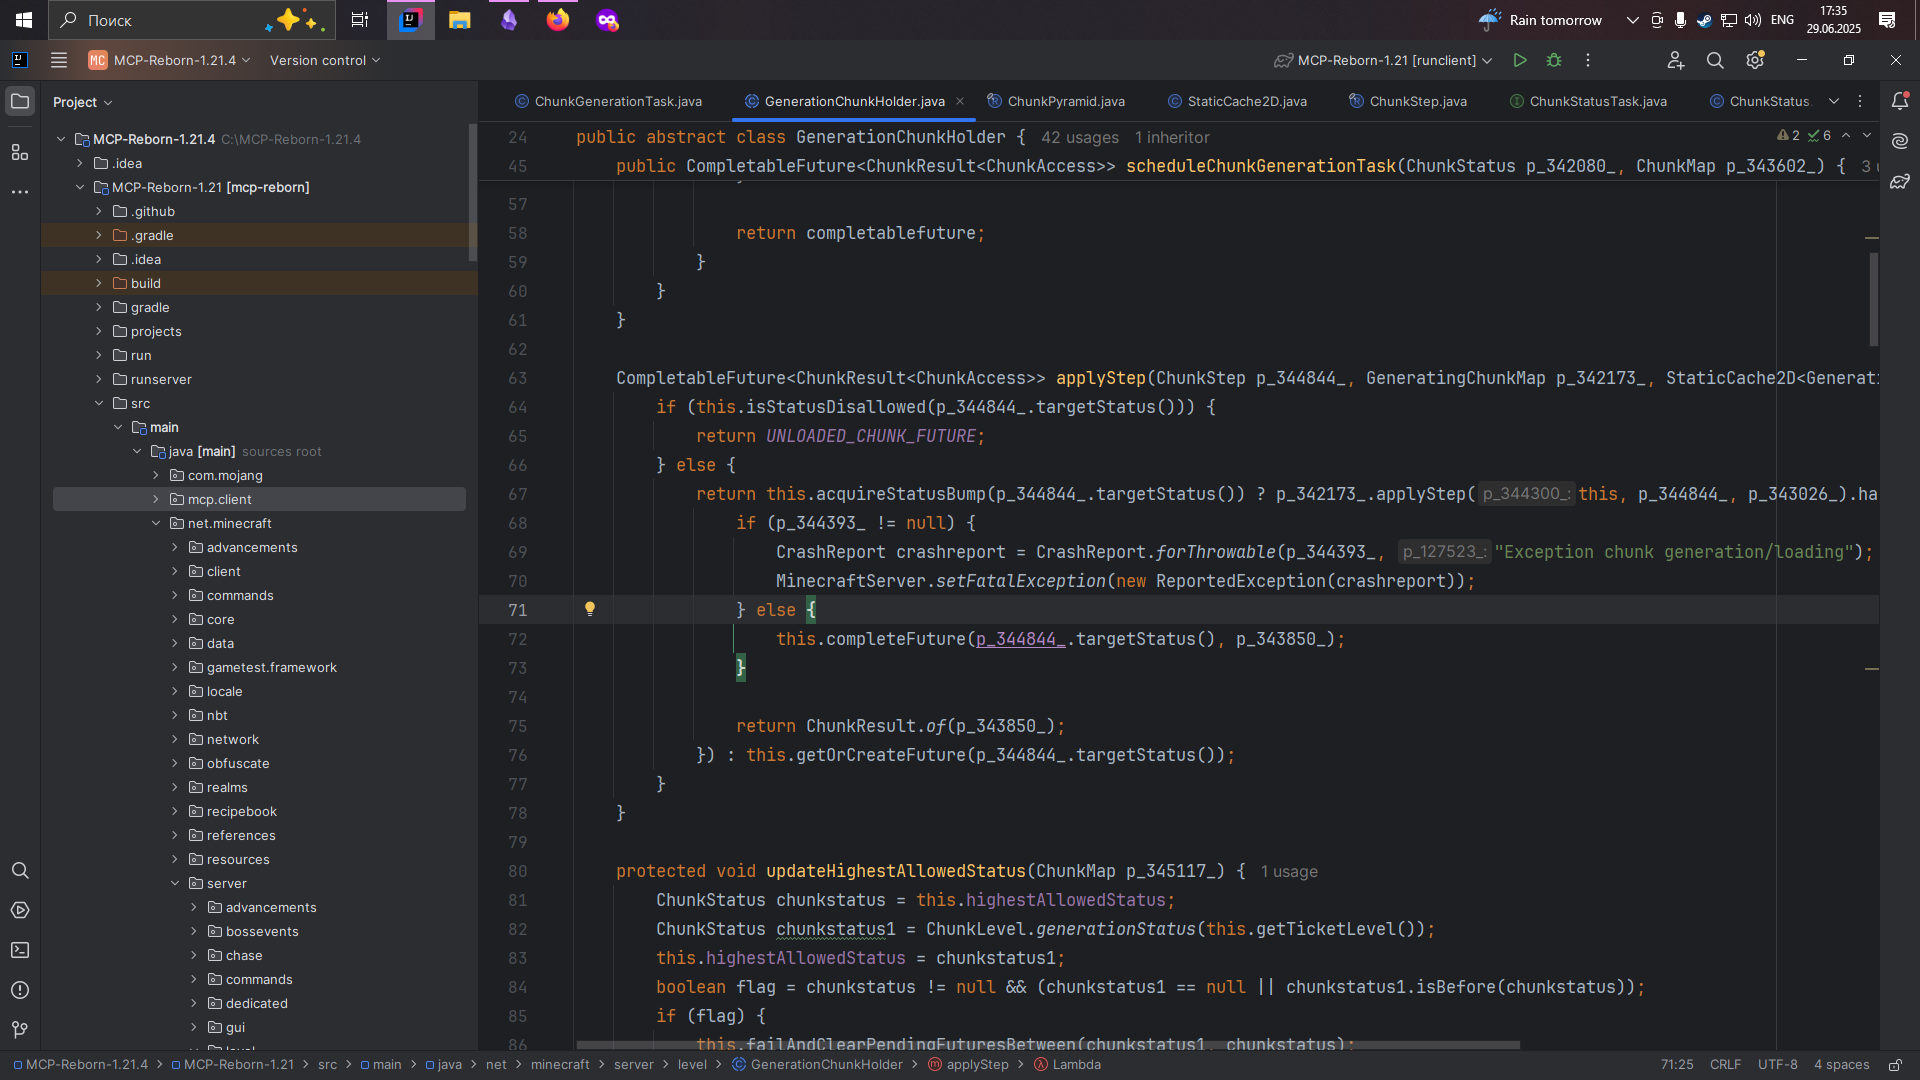 Поиск
Rain tomorrow
ENG
17:35
29.06.2025
MC
MCP-Reborn-1.21.4
Version control
MCP-Reborn-1.21 [runclient]
Project
ChunkGenerationTask.java
GenerationChunkHolder.java
ChunkPyramid.java
StaticCache2D.java
ChunkStep.java
ChunkStatusTask.java
ChunkStatus.
MCP-Reborn-1.21.4 C:\MCP-Reborn-1.21.4
.idea
MCP-Reborn-1.21 [mcp-reborn]
.github
.gradle
.idea
build
gradle
projects
run
runserver
src
main
java [main] sources root
com.mojang
mcp.client
net.minecraft
advancements
client
commands
core
data
gametest.framework
locale
nbt
network
obfuscate
realms
recipebook
references
resources
server
advancements
bossevents
chase
commands
dedicated
gui
level
24 public abstract class GenerationChunkHolder { 42 usages 1 inheritor
2 6
45 public CompletableFuture<ChunkResult<ChunkAccess>> scheduleChunkGenerationTask(ChunkStatus p_342080_, ChunkMap p_343602_) { 3 u
57
58 return completablefuture;
59 }
60 }
61 }
62
63 CompletableFuture<ChunkResult<ChunkAccess>> applyStep(ChunkStep p_344844_, GeneratingChunkMap p_342173_, StaticCache2D<Generati
64 if (this.isStatusDisallowed(p_344844_.targetStatus())) {
65 return UNLOADED_CHUNK_FUTURE;
66 } else {
67 return this.acquireStatusBump(p_344844_.targetStatus()) ? p_342173_.applyStep( p_344300_: this, p_344844_, p_343026_).ha
68 if (p_344393_ != null) {
69 CrashReport crashreport = CrashReport.forThrowable(p_344393_, p_127523_: "Exception chunk generation/loading");
70 MinecraftServer.setFatalException(new ReportedException(crashreport));
71 } else {
72 this.completeFuture(p_344844_.targetStatus(), p_343850_);
73 }
74
75 return ChunkResult.of(p_343850_);
76 }) : this.getOrCreateFuture(p_344844_.targetStatus());
77 }
78 }
79
80 protected void updateHighestAllowedStatus(ChunkMap p_345117_) { 1 usage
81 ChunkStatus chunkstatus = this.highestAllowedStatus;
82 ChunkStatus chunkstatus1 = ChunkLevel.generationStatus(this.getTicketLevel());
83 this.highestAllowedStatus = chunkstatus1;
84 boolean flag = chunkstatus != null && (chunkstatus1 == null || chunkstatus1.isBefore(chunkstatus));
85 if (flag) {
86 this.failAndClearPendingFuturesBetween(chunkstatus1, chunkstatus);
MCP-Reborn-1.21.4 > MCP-Reborn-1.21 > src > main > java > net > minecraft > server > level > GenerationChunkHolder > applyStep > Lambda
71:25 CRLF UTF-8 4 spaces